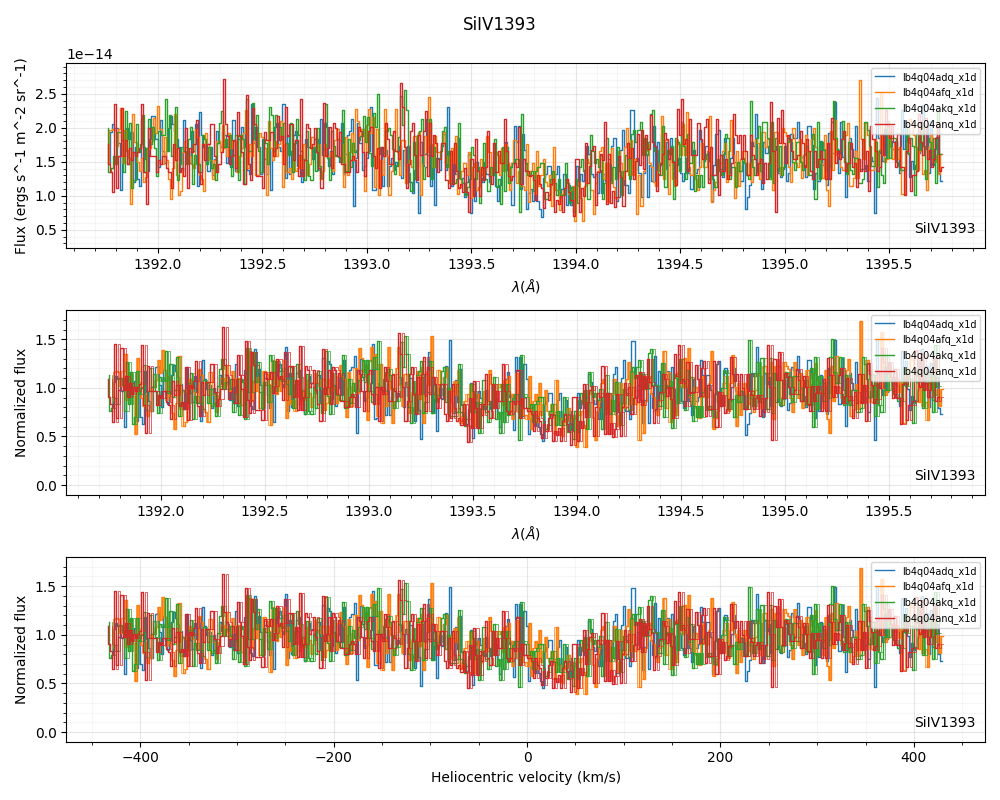 SiIV1393
1e−14
Flux (ergs s^-1 m^-2 sr^-1)
2.5
2.0
1.5
1.0
0.5
lb4q04adq_x1d
lb4q04afq_x1d
lb4q04akq_x1d
lb4q04anq_x1d
SiIV1393
1392.0 1392.5 1393.0 1393.5 1394.0 1394.5 1395.0 1395.5
λ(Å)
Normalized flux
1.5
1.0
0.5
0.0
lb4q04adq_x1d
lb4q04afq_x1d
lb4q04akq_x1d
lb4q04anq_x1d
SiIV1393
1392.0 1392.5 1393.0 1393.5 1394.0 1394.5 1395.0 1395.5
λ(Å)
Normalized flux
1.5
1.0
0.5
0.0
lb4q04adq_x1d
lb4q04afq_x1d
lb4q04akq_x1d
lb4q04anq_x1d
SiIV1393
−400 −200 0 200 400
Heliocentric velocity (km/s)